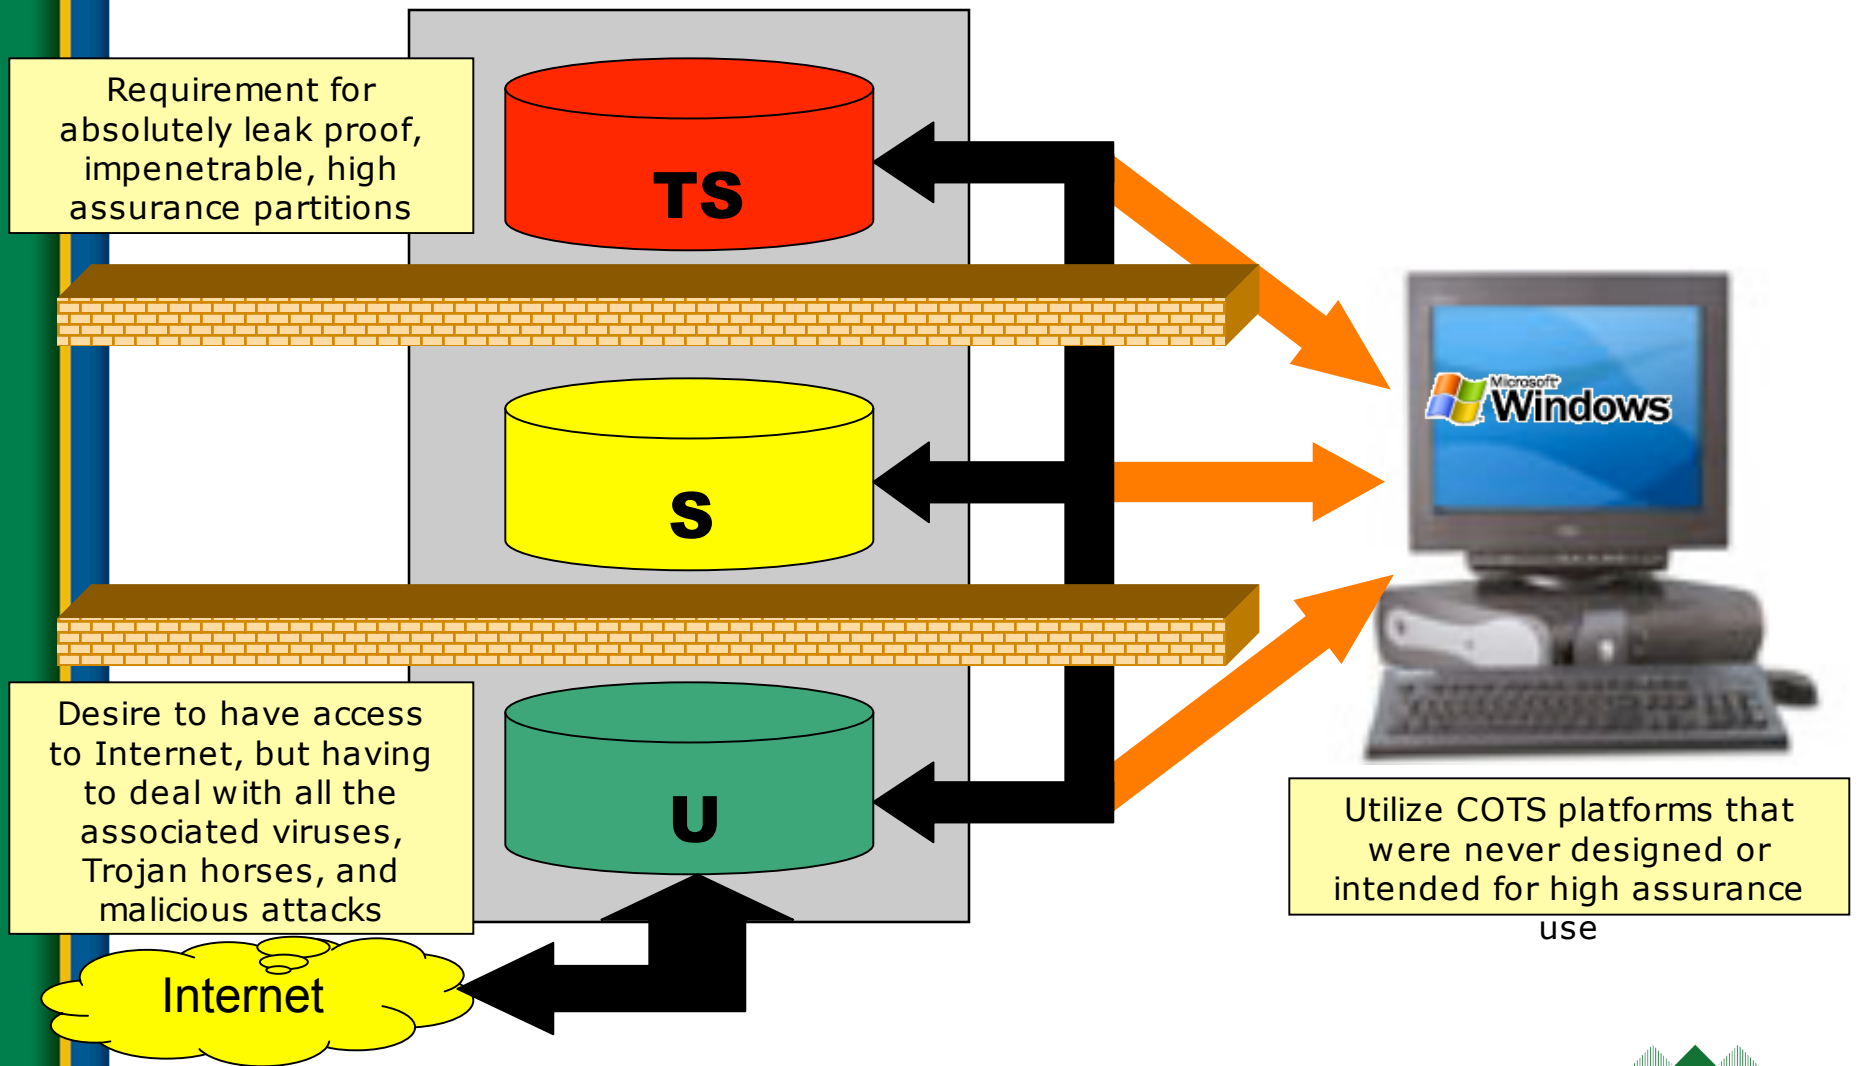 Requirement for
absolutely leak proof,
impenetrable, high
assurance partitions
TS
Microsoft
Windows
S
Desire to have access
to Internet, but having
to deal with all the
associated viruses,
Trojan horses, and
malicious attacks
U
Utilize COTS platforms that
were never designed or
intended for high assurance
use
Internet